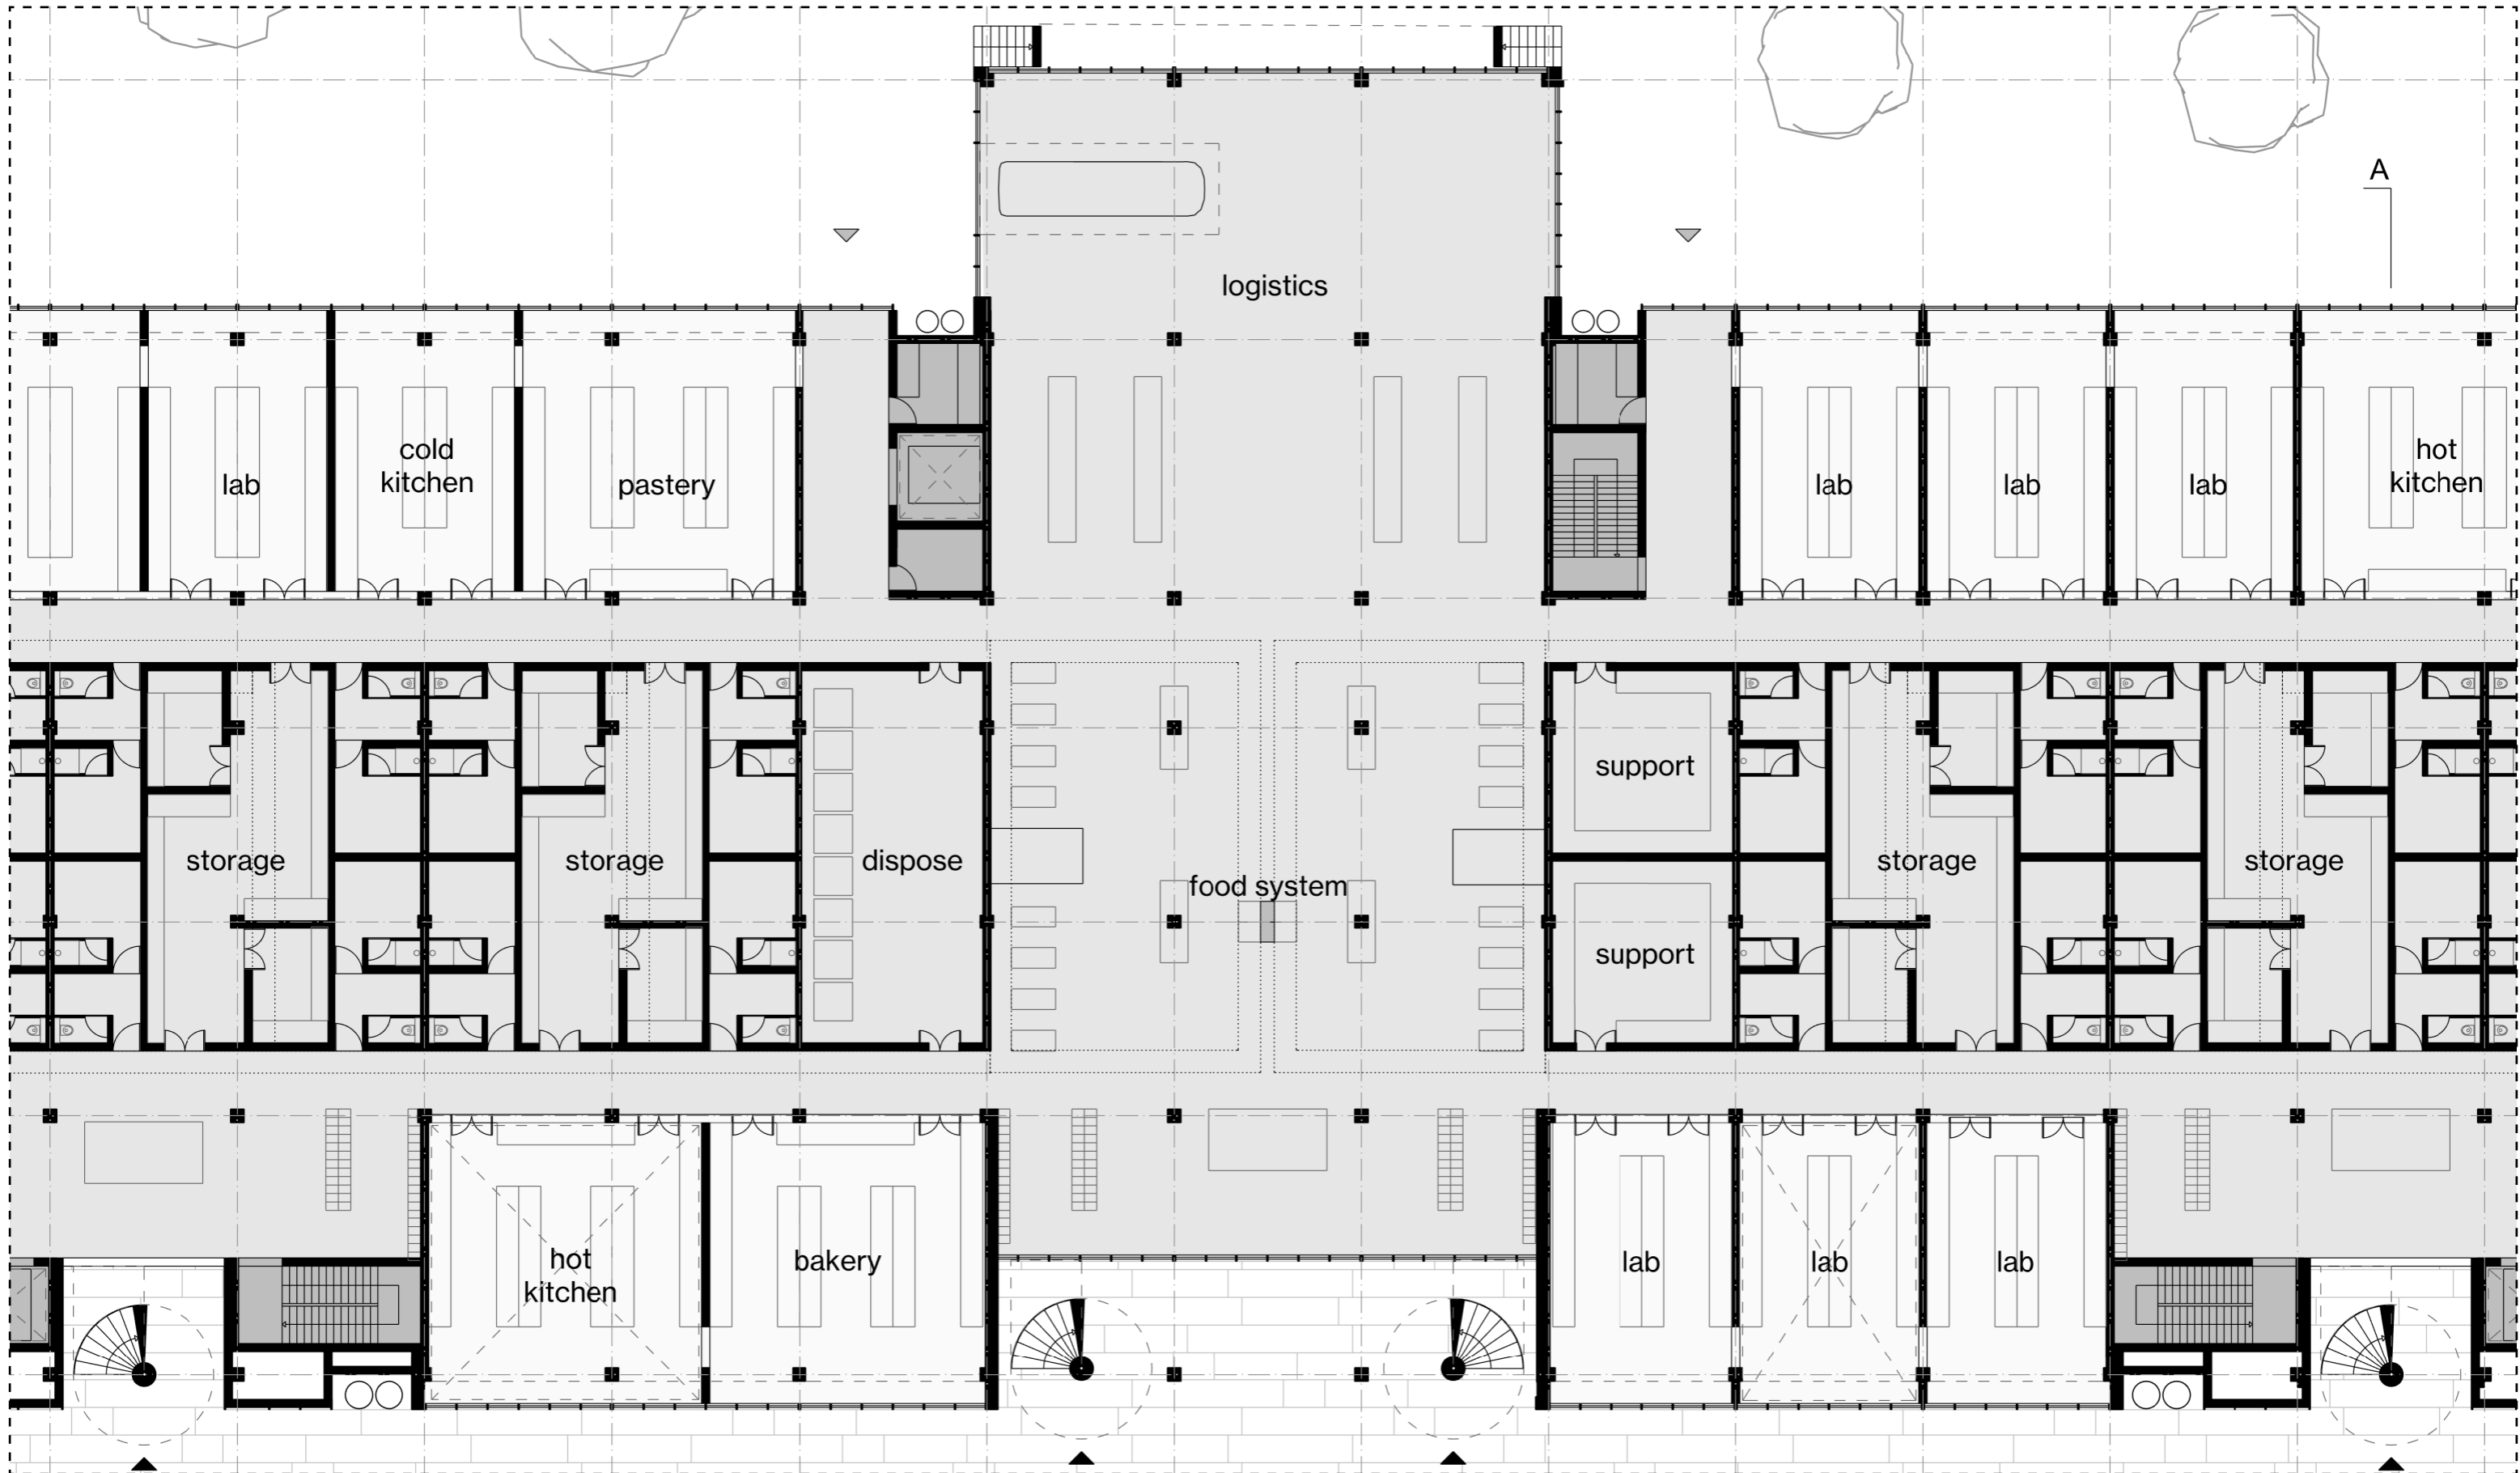 A
logistics
lab
cold
kitchen
pastery
lab
lab
lab
hot
kitchen
storage
storage
dispose
food system
support
support
storage
storage
hot
kitchen
bakery
lab
lab
lab